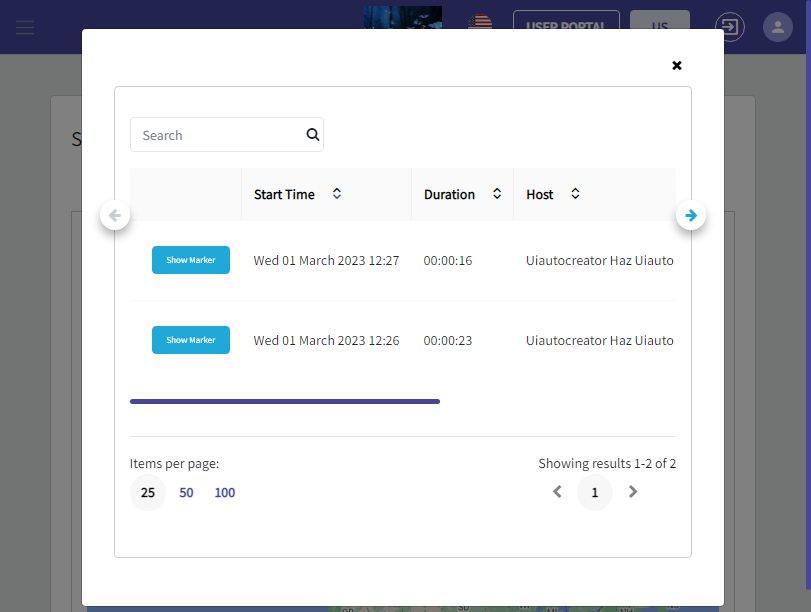 USER PORTAL
US
Search
Start Time
Duration
Host
Show Marker
Wed 01 March 2023 12:27
00:00:16
Uiautocreator Haz Uiauto
Show Marker
Wed 01 March 2023 12:26
00:00:23
Uiautocreator Haz Uiauto
Items per page:
Showing results 1-2 of 2
25
50
100
1